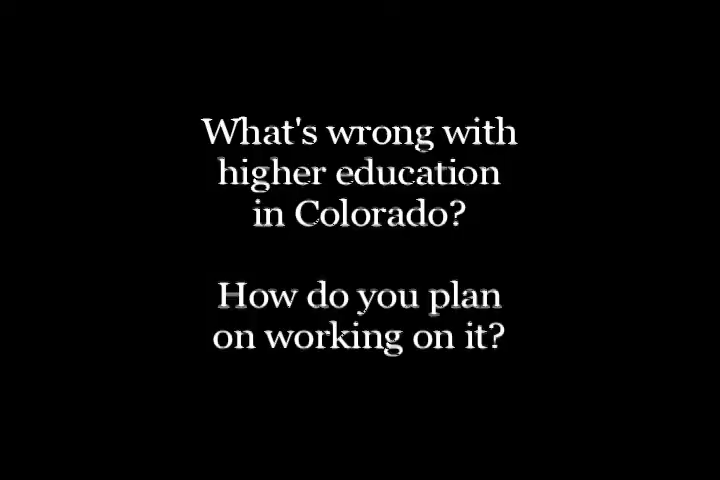 What's wrong with
higher education
in Colorado?
How do you plan
on working on it?